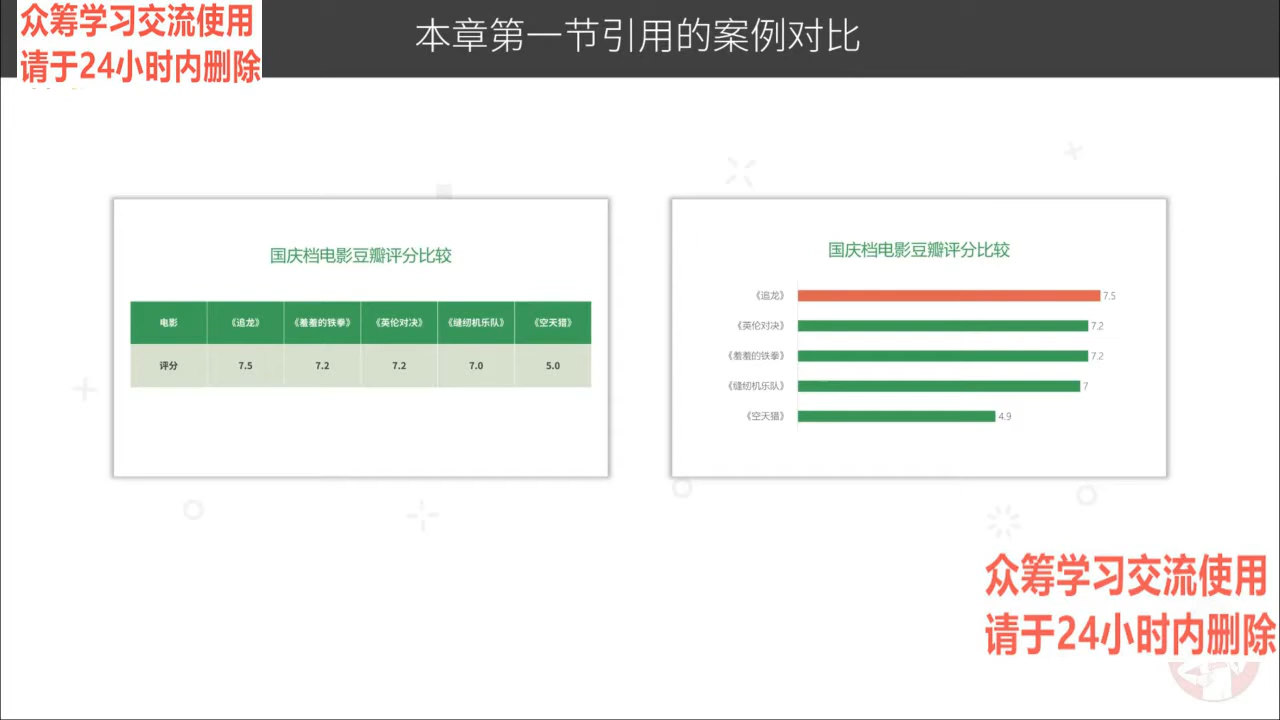 众筹学习交流使用
请于24小时内删除
本章第一节引用的案例对比
国庆档电影豆瓣评分比较
电影 《追龙》 《羞羞的铁拳》 《英伦对决》 《缝纫机乐队》 《空天猎》
评分 7.5 7.2 7.2 7.0 5.0
国庆档电影豆瓣评分比较
《追龙》 7.5
《英伦对决》 7.2
《羞羞的铁拳》 7.2
《缝纫机乐队》 7
《空天猎》 4.9
众筹学习交流使用
请于24小时内删除